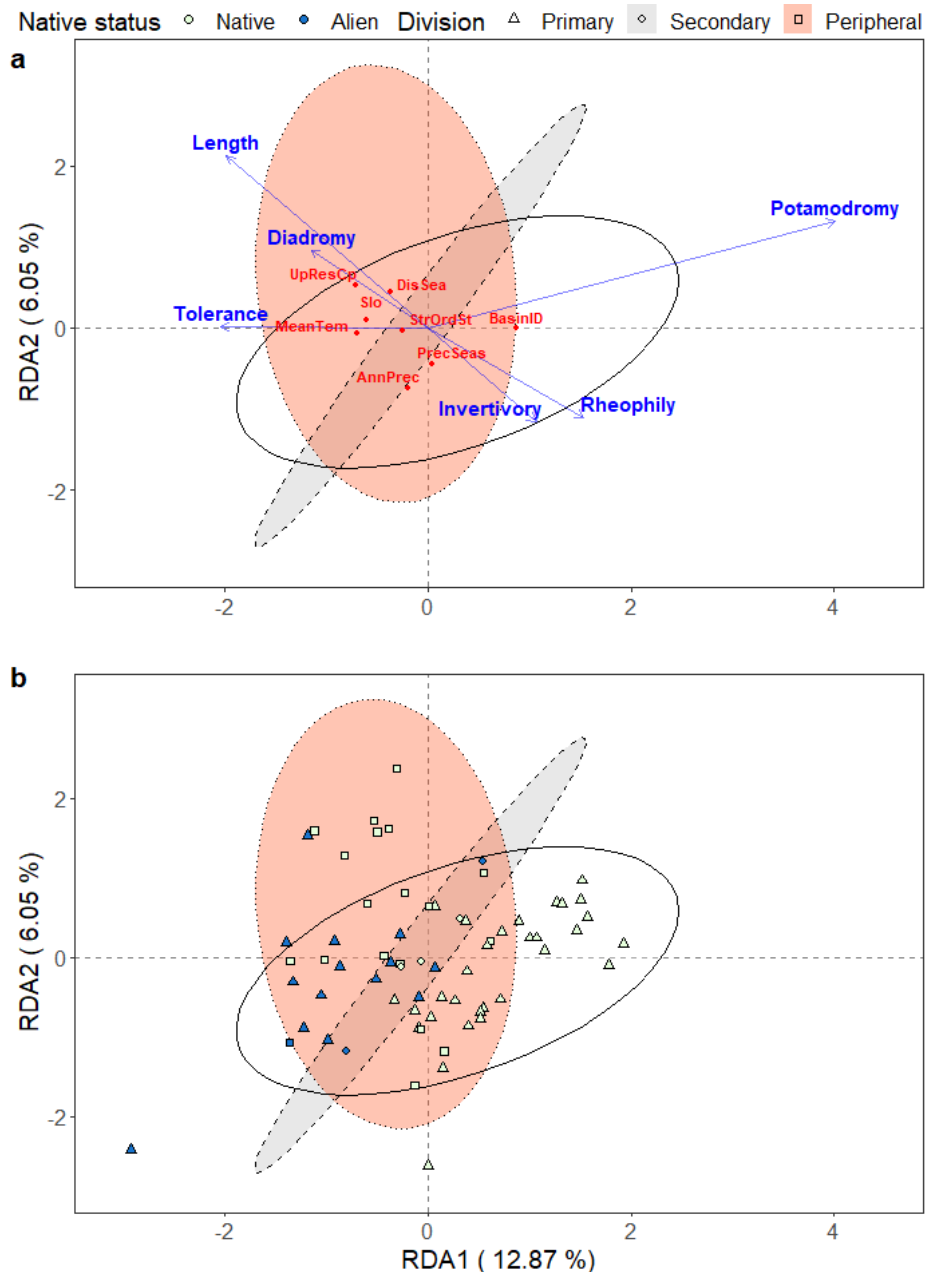 Native status Native Alien Division Primary Secondary Peripheral
a
Length
Potamodromy
Diadromy
UpResCp
DisSea
Slo
Tolerance
MeanTem
StrOrdSt
BasinID
PrecSeas
AnnPrec
Invertivory
Rheophily
RDA2 ( 6.05 %)
2
0
-2
-2 0 2 4
b
RDA2 ( 6.05 %)
2
0
-2
-2 0 2 4
RDA1 ( 12.87 %)